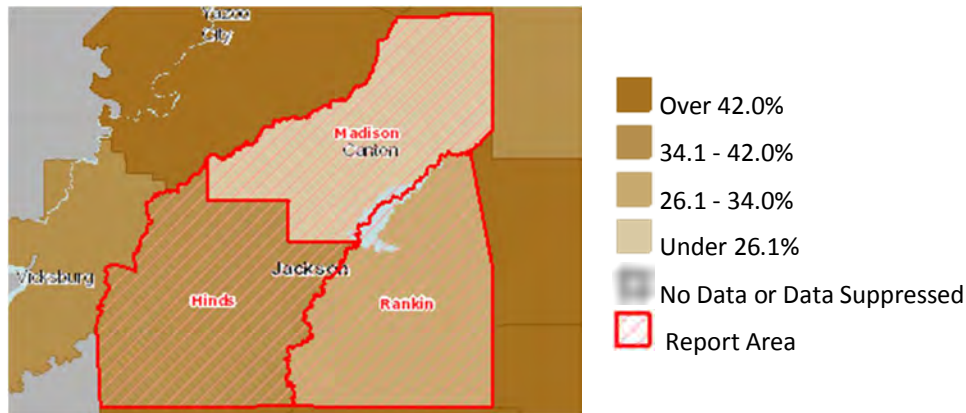 Yazoo
City
Madison
Canton
Vicksburg
Jackson
Hinds
Rankin
Over 42.0%
34.1 - 42.0%
26.1 - 34.0%
Under 26.1%
No Data or Data Suppressed
Report Area